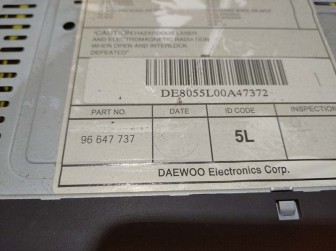 "CAUTION-HAZARDOUS LASER
AND ELECTROMAGNETIC RADIATION
WHEN OPEN AND INTERLOCK
DEFEATED"
DE8055L00A47372
PART NO. DATE ID CODE INSPECTION
96 647 737 5L
DAEWOO Electronics Corp.